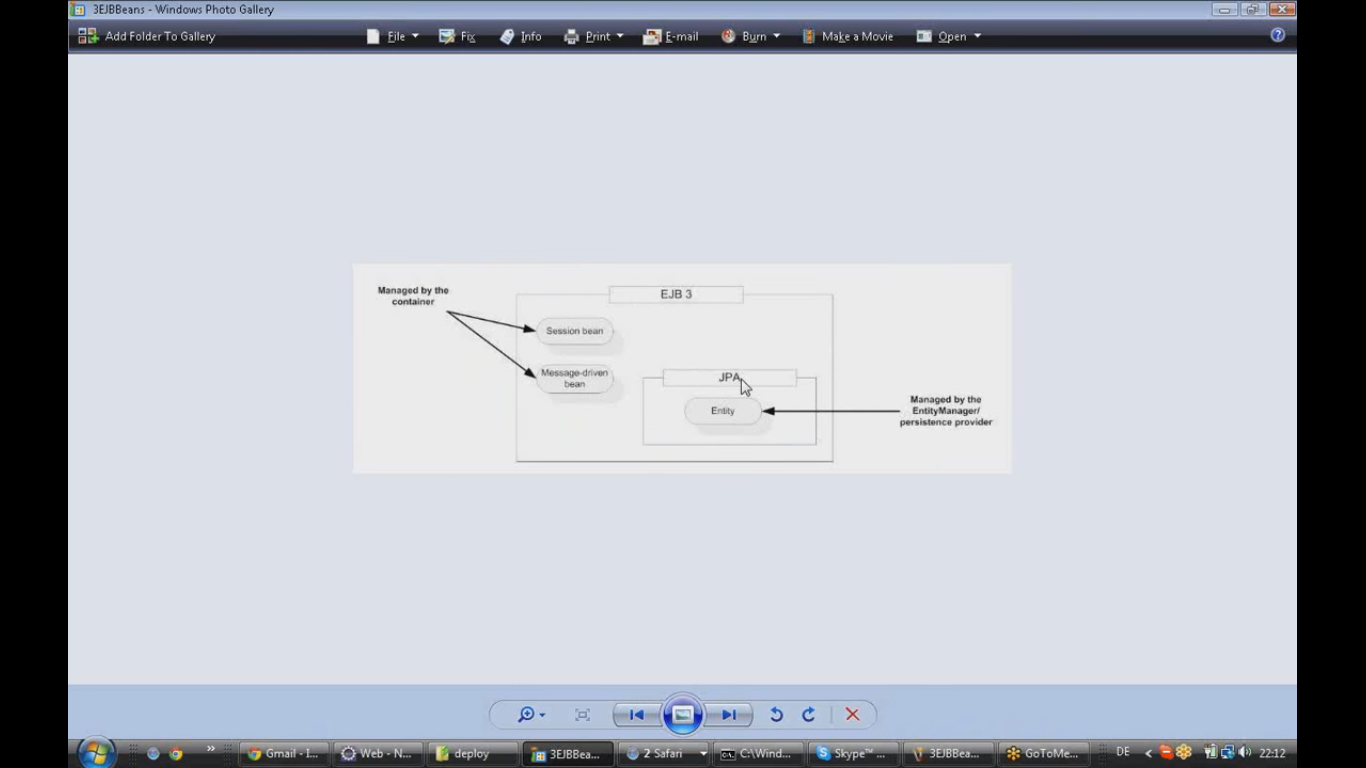 3EJBBeans - Windows Photo Gallery
Add Folder To Gallery File Fix Info Print E-mail Burn Make a Movie Open
Managed by the
container
EJB 3
Session bean
Message-driven
bean
JPA
Entity
Managed by the
EntityManager/
persistence provider
Gmail - I... Web - N... deploy 3EJBBea... 2 Safari C:\Wind... Skype™ ... 3EJBBea... GoToMe... DE 22:12